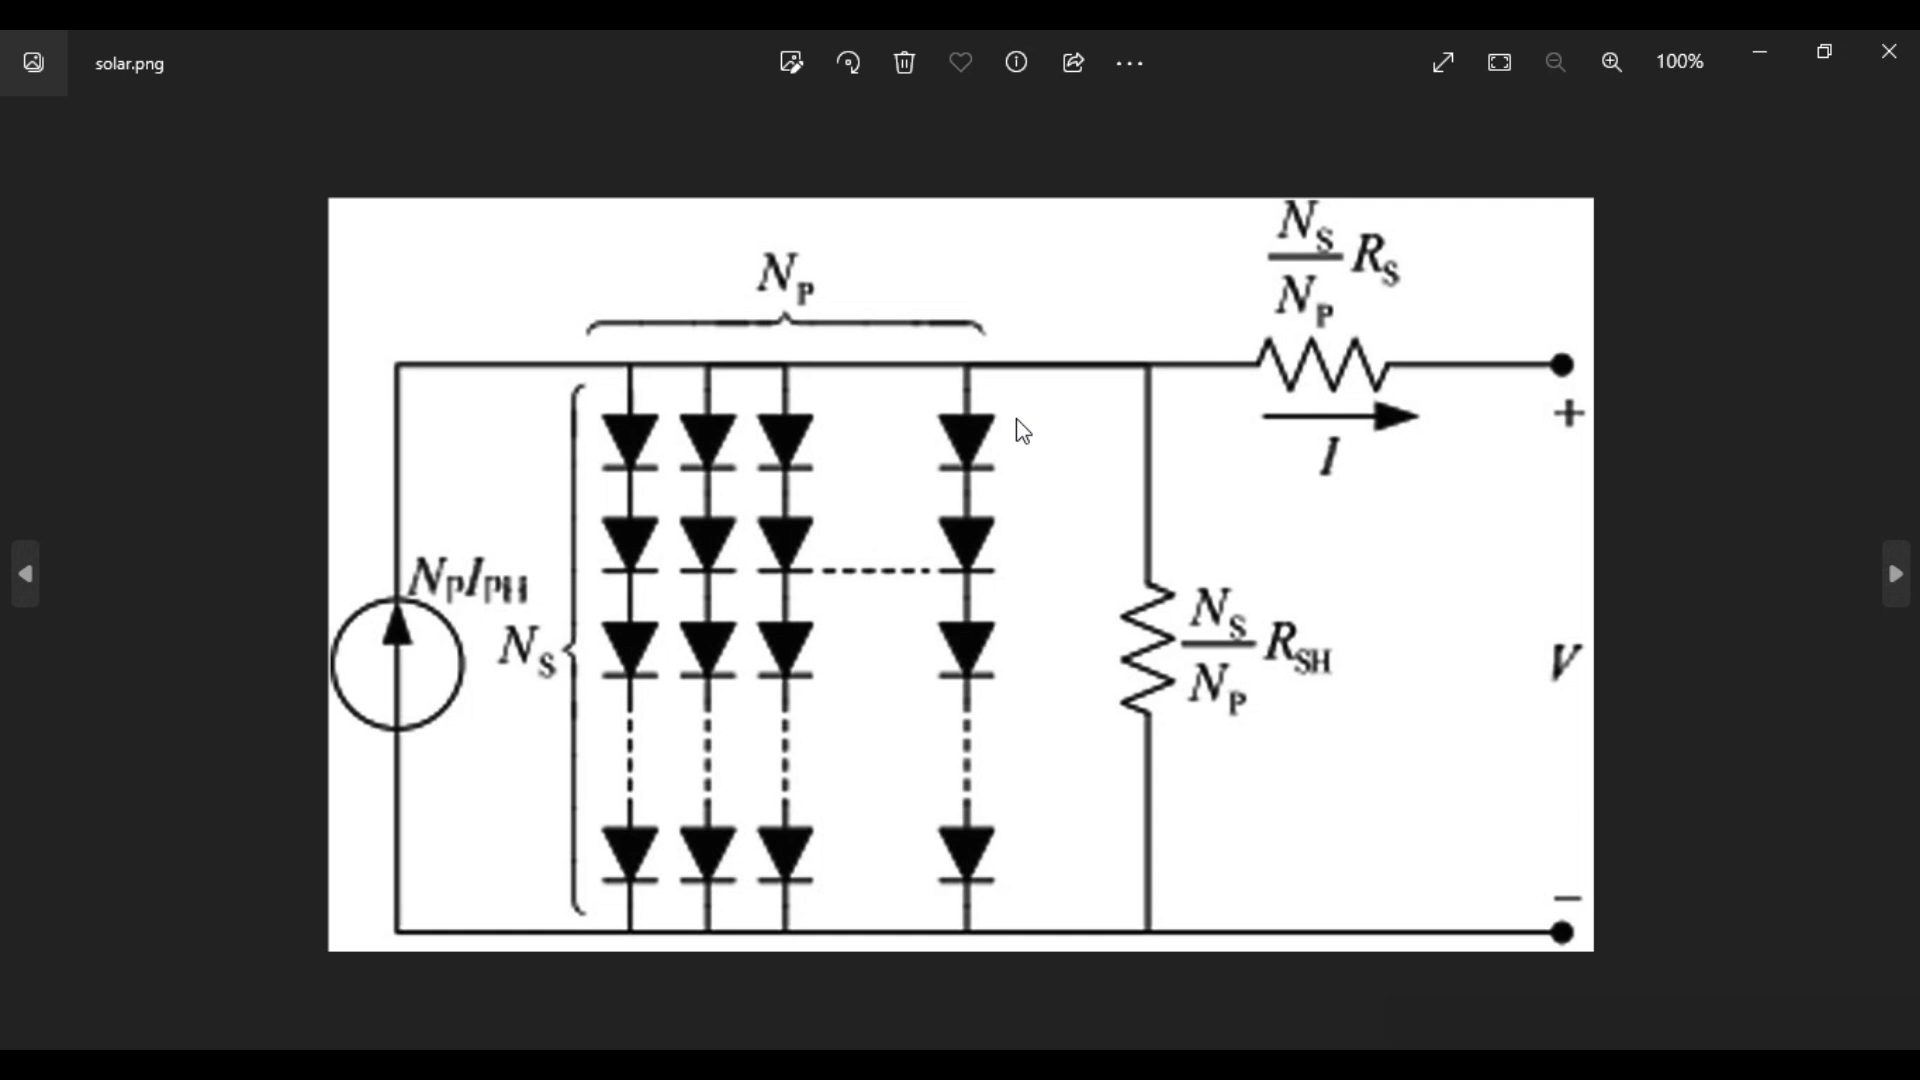 solar.png
100%
N_S/N_P R_S
N_P
+
I
N_P I_PH
N_S
N_S/N_P R_SH
V
−